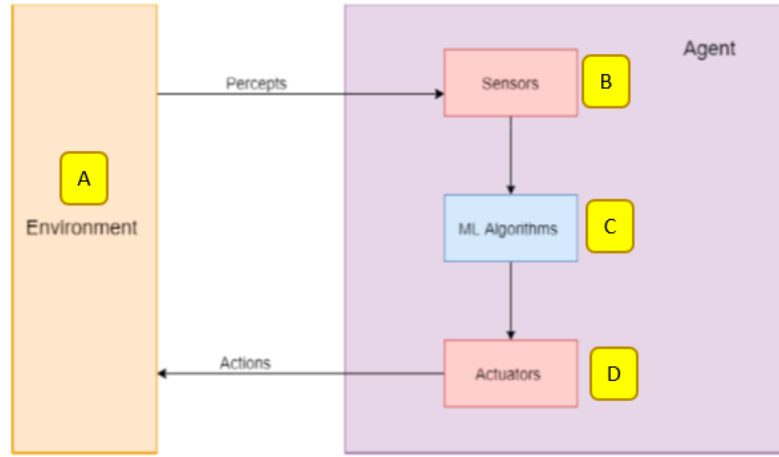 Agent
Percepts
Sensors
B
A
Environment
ML Algorithms
C
Actions
Actuators
D